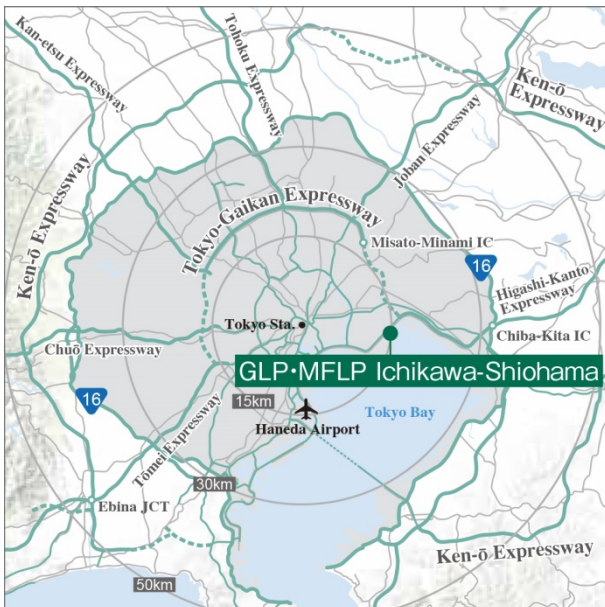 Kan-etsu Expressway
Tohoku Expressway
Ken-ō
Expressway
Joban Expressway
Ken-ō Expressway
Tokyo-Gaikan Expressway
Misato-Minami IC
16
Higashi-Kanto
Expressway
Tokyo Sta.
Chiba-Kita IC
Chuō Expressway
GLP•MFLP Ichikawa-Shiohama
16
15km
Tokyo Bay
Haneda Airport
Tōmei Expressway
30km
Ebina JCT
Ken-ō Expressway
50km